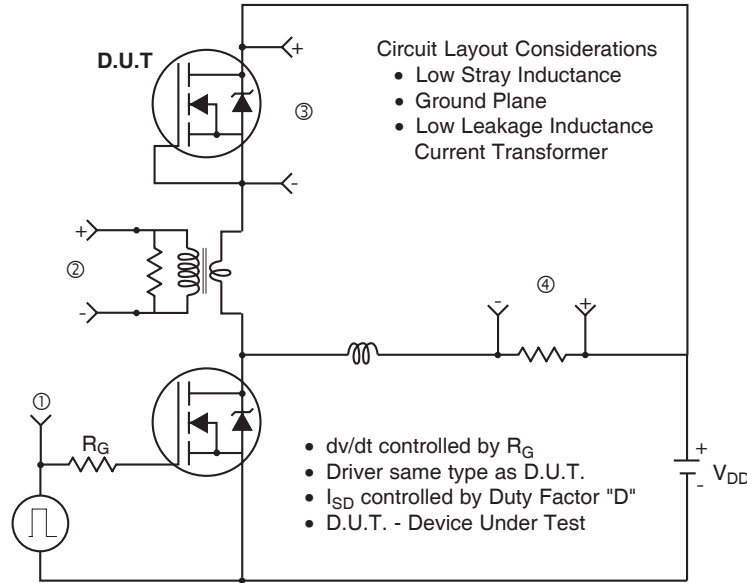 D.U.T
+
③
-
Circuit Layout Considerations
• Low Stray Inductance
• Ground Plane
• Low Leakage Inductance
Current Transformer
+
②
-
④
-
+
①
R_G
• dv/dt controlled by R_G
• Driver same type as D.U.T.
• I_SD controlled by Duty Factor "D"
• D.U.T. - Device Under Test
+
-
V_DD